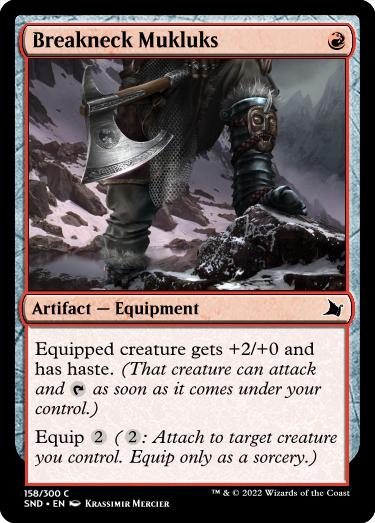 Breakneck Mukluks
Artifact — Equipment
Equipped creature gets +2/+0 and
has haste. (That creature can attack
and as soon as it comes under your
control.)
Equip 2 (2: Attach to target creature
you control. Equip only as a sorcery.)
158/300 C
SND • EN Krassimir Mercier
™ & © 2022 Wizards of the Coast